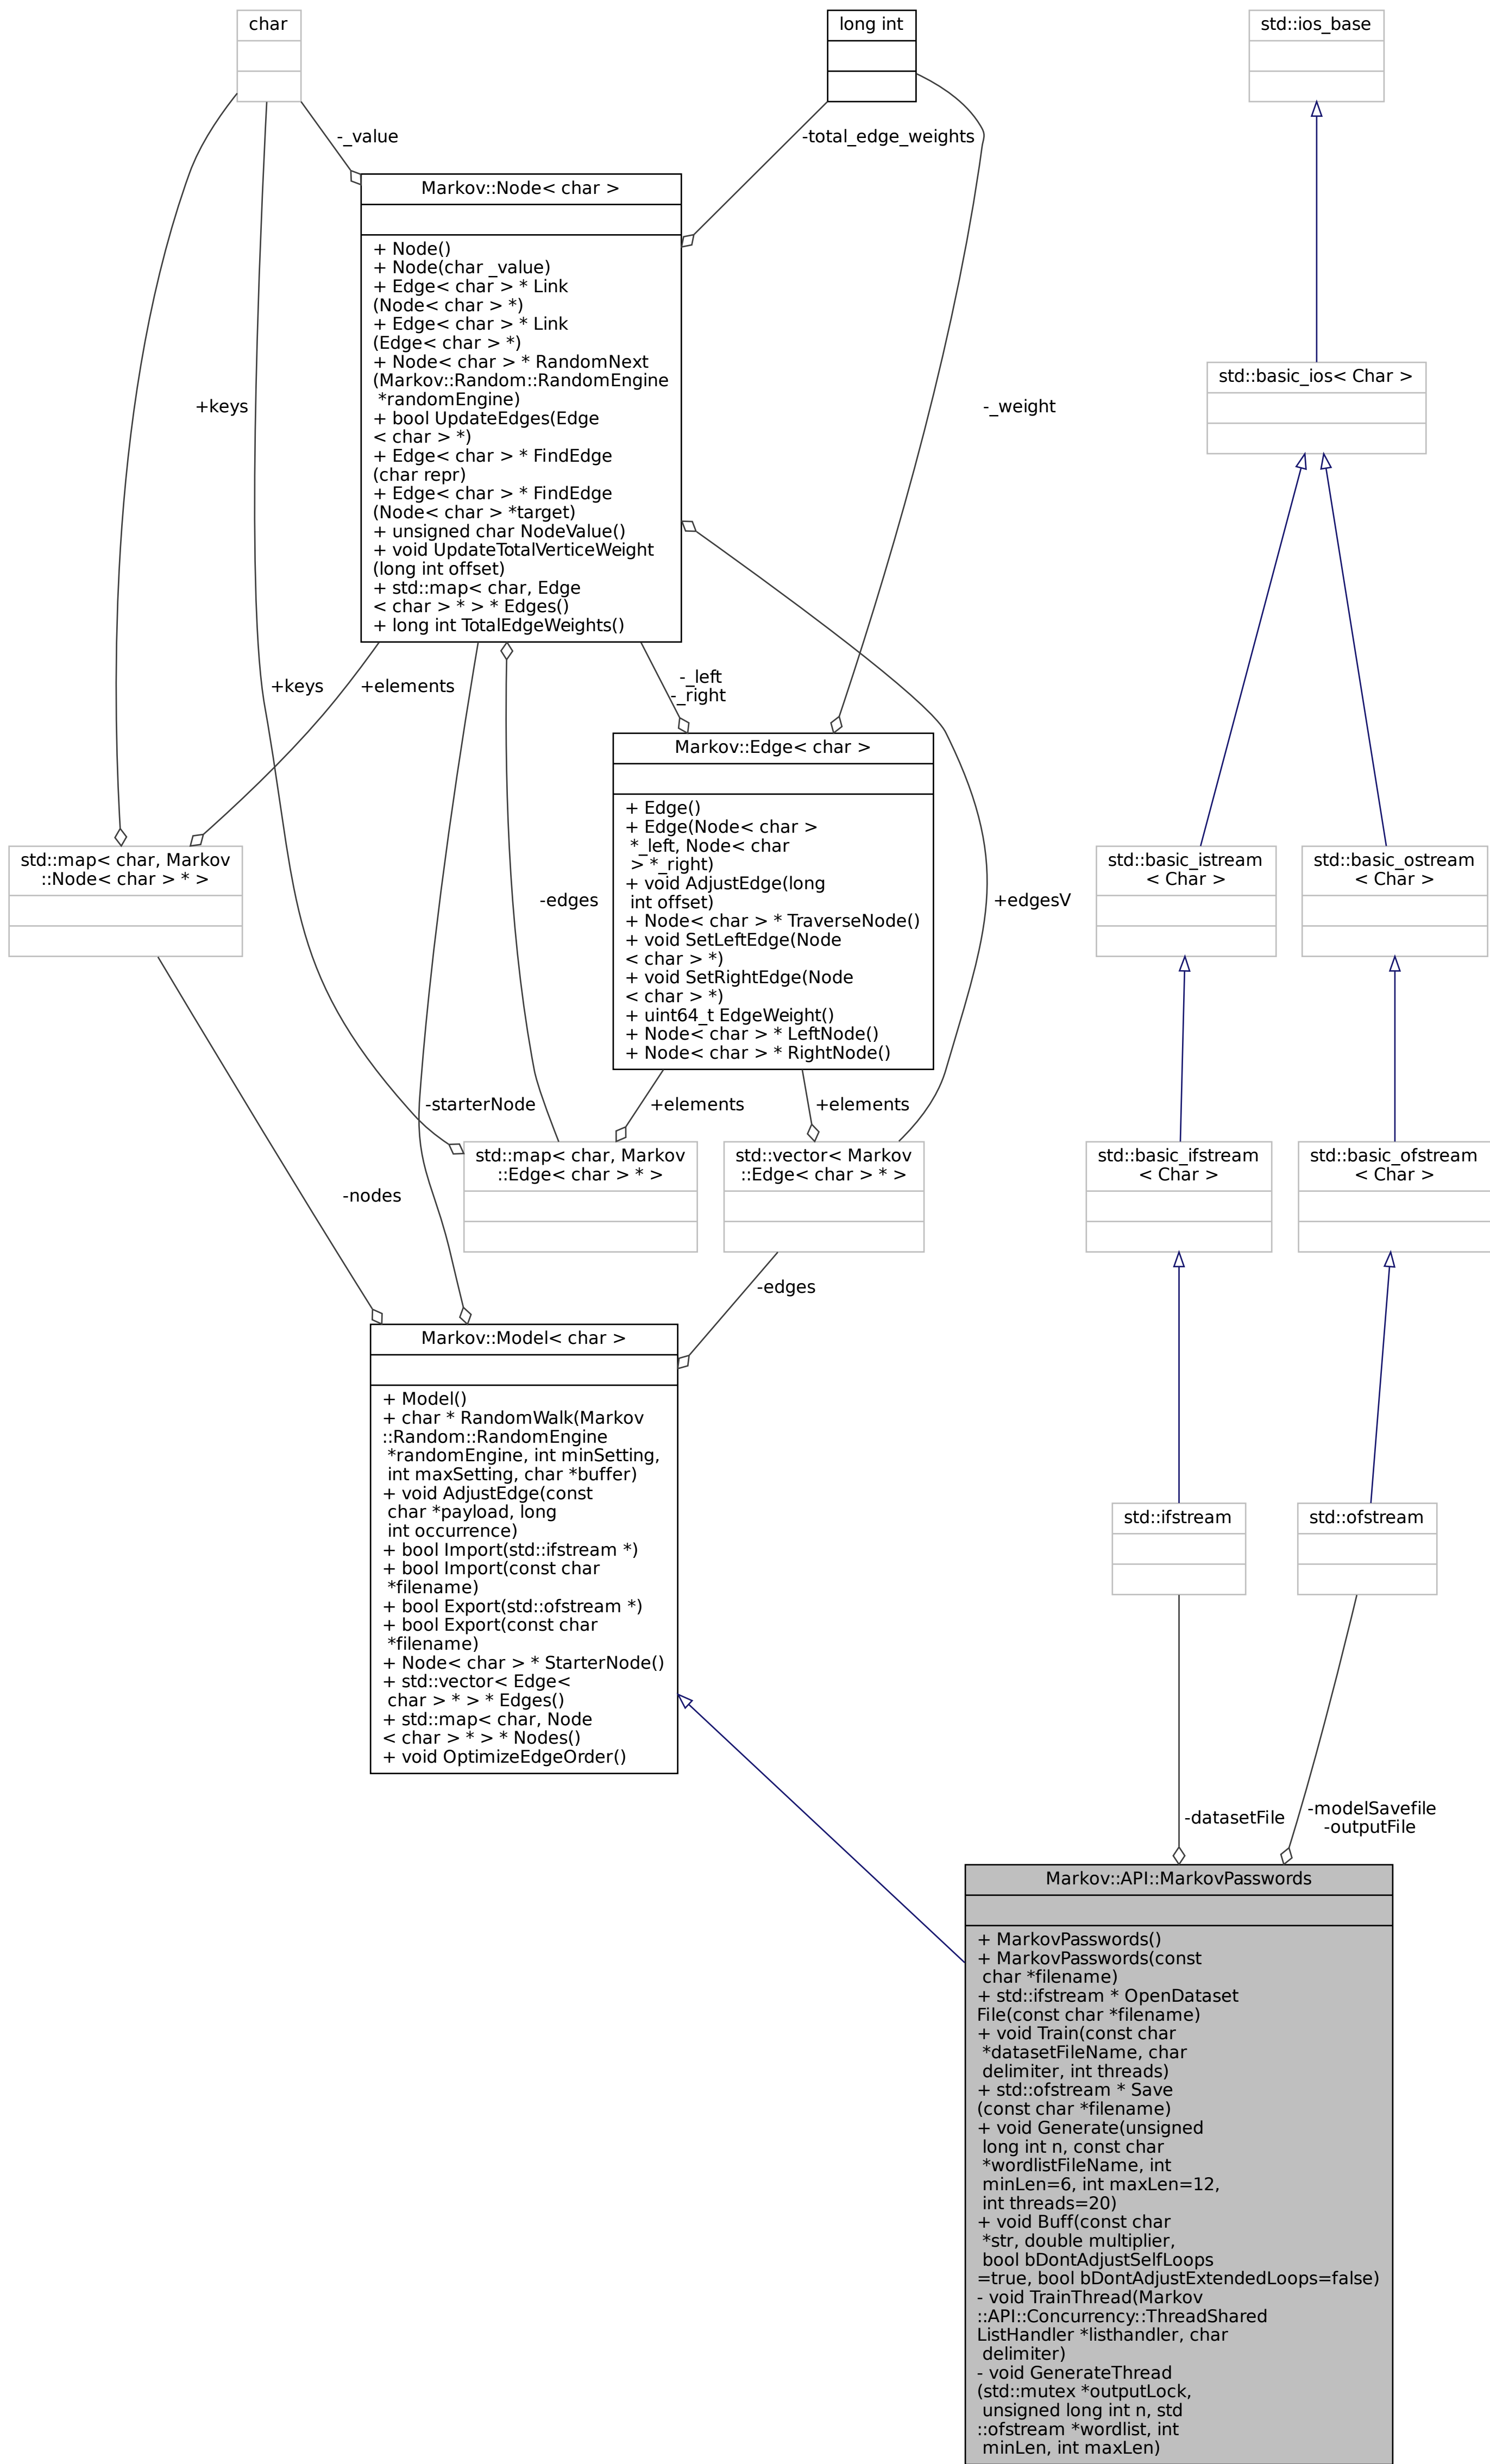 char
long int
std::ios_base
-_value
-total_edge_weights
Markov::Node< char >
+ Node()
+ Node(char _value)
+ Edge< char > * Link
(Node< char > *)
+ Edge< char > * Link
(Edge< char > *)
+ Node< char > * RandomNext
(Markov::Random::RandomEngine
 *randomEngine)
+ bool UpdateEdges(Edge
< char > *)
+ Edge< char > * FindEdge
(char repr)
+ Edge< char > * FindEdge
(Node< char > *target)
+ unsigned char NodeValue()
+ void UpdateTotalVerticeWeight
(long int offset)
+ std::map< char, Edge
< char > * > * Edges()
+ long int TotalEdgeWeights()
std::basic_ios< Char >
+keys
-_weight
+keys
+elements
-_left
-_right
Markov::Edge< char >
+ Edge()
+ Edge(Node< char >
 *_left, Node< char
 > *_right)
+ void AdjustEdge(long
 int offset)
+ Node< char > * TraverseNode()
+ void SetLeftEdge(Node
< char > *)
+ void SetRightEdge(Node
< char > *)
+ uint64_t EdgeWeight()
+ Node< char > * LeftNode()
+ Node< char > * RightNode()
std::map< char, Markov
::Node< char > * >
std::basic_istream
< Char >
std::basic_ostream
< Char >
-edges
+edgesV
-starterNode
+elements
+elements
std::map< char, Markov
::Edge< char > * >
std::vector< Markov
::Edge< char > * >
std::basic_ifstream
< Char >
std::basic_ofstream
< Char >
-nodes
-edges
Markov::Model< char >
+ Model()
+ char * RandomWalk(Markov
::Random::RandomEngine
 *randomEngine, int minSetting,
 int maxSetting, char *buffer)
+ void AdjustEdge(const
 char *payload, long
 int occurrence)
+ bool Import(std::ifstream *)
+ bool Import(const char
 *filename)
+ bool Export(std::ofstream *)
+ bool Export(const char
 *filename)
+ Node< char > * StarterNode()
+ std::vector< Edge<
 char > * > * Edges()
+ std::map< char, Node
< char > * > * Nodes()
+ void OptimizeEdgeOrder()
std::ifstream
std::ofstream
-datasetFile
-modelSavefile
-outputFile
Markov::API::MarkovPasswords
+ MarkovPasswords()
+ MarkovPasswords(const
 char *filename)
+ std::ifstream * OpenDataset
File(const char *filename)
+ void Train(const char
 *datasetFileName, char
 delimiter, int threads)
+ std::ofstream * Save
(const char *filename)
+ void Generate(unsigned
 long int n, const char
 *wordlistFileName, int
 minLen=6, int maxLen=12,
 int threads=20)
+ void Buff(const char
 *str, double multiplier,
 bool bDontAdjustSelfLoops
=true, bool bDontAdjustExtendedLoops=false)
- void TrainThread(Markov
::API::Concurrency::ThreadShared
ListHandler *listhandler, char
 delimiter)
- void GenerateThread
(std::mutex *outputLock,
 unsigned long int n, std
::ofstream *wordlist, int
 minLen, int maxLen)